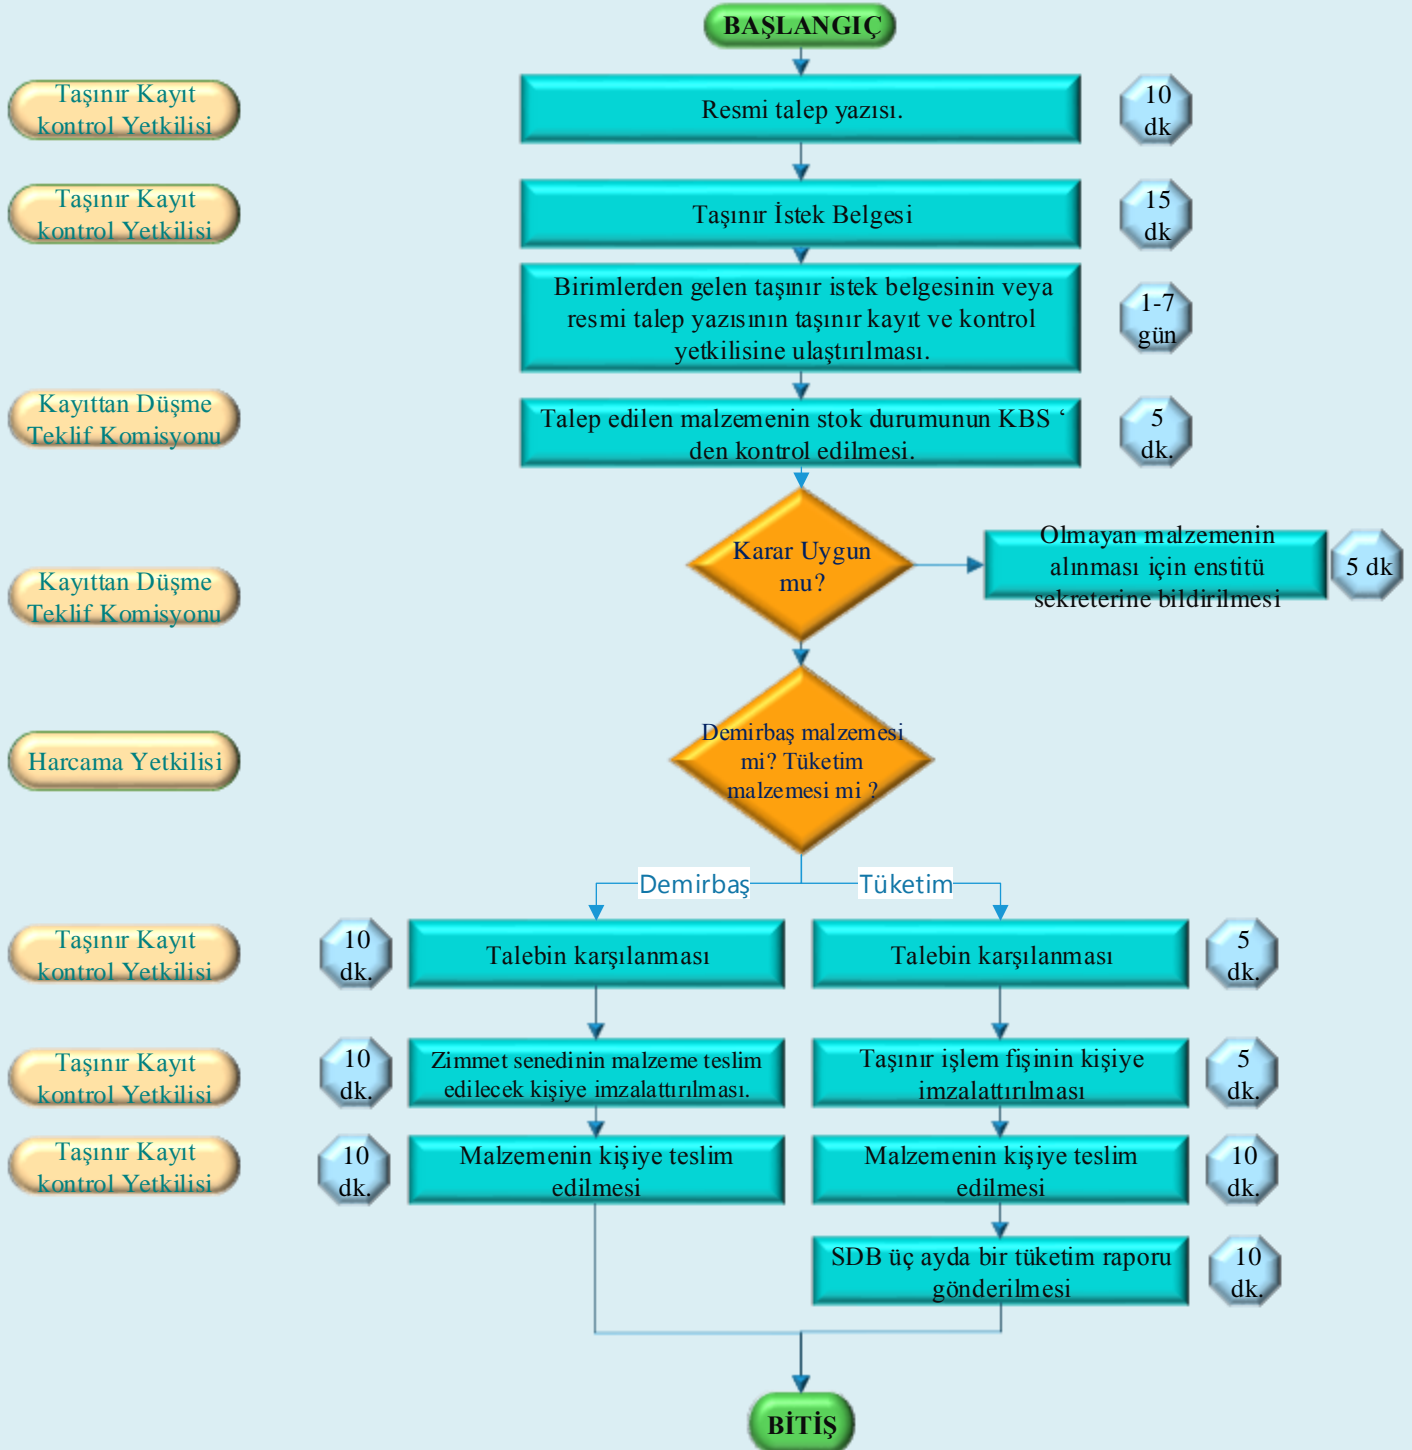 BAŞLANGIÇ
Taşınır Kayıt
kontrol Yetkilisi
Resmi talep yazısı.
10
dk
Taşınır Kayıt
kontrol Yetkilisi
Taşınır İstek Belgesi
15
dk
Birimlerden gelen taşınır istek belgesinin veya
resmi talep yazısının taşınır kayıt ve kontrol
yetkilisine ulaştırılması.
1-7
gün
Kayıttan Düşme
Teklif Komisyonu
Talep edilen malzemenin stok durumunun KBS ‘
den kontrol edilmesi.
5
dk.
Kayıttan Düşme
Teklif Komisyonu
Karar Uygun
mu?
Olmayan malzemenin
alınması için enstitü
sekreterine bildirilmesi
5 dk
Harcama Yetkilisi
Demirbaş malzemesi
mi? Tüketim
malzemesi mi ?
Demirbaş
Tüketim
Taşınır Kayıt
kontrol Yetkilisi
10
dk.
Talebin karşılanması
Talebin karşılanması
5
dk.
Taşınır Kayıt
kontrol Yetkilisi
10
dk.
Zimmet senedinin malzeme teslim
edilecek kişiye imzalattırılması.
Taşınır işlem fişinin kişiye
imzalattırılması
5
dk.
Taşınır Kayıt
kontrol Yetkilisi
10
dk.
Malzemenin kişiye teslim
edilmesi
Malzemenin kişiye teslim
edilmesi
10
dk.
SDB üç ayda bir tüketim raporu
gönderilmesi
10
dk.
BİTİŞ